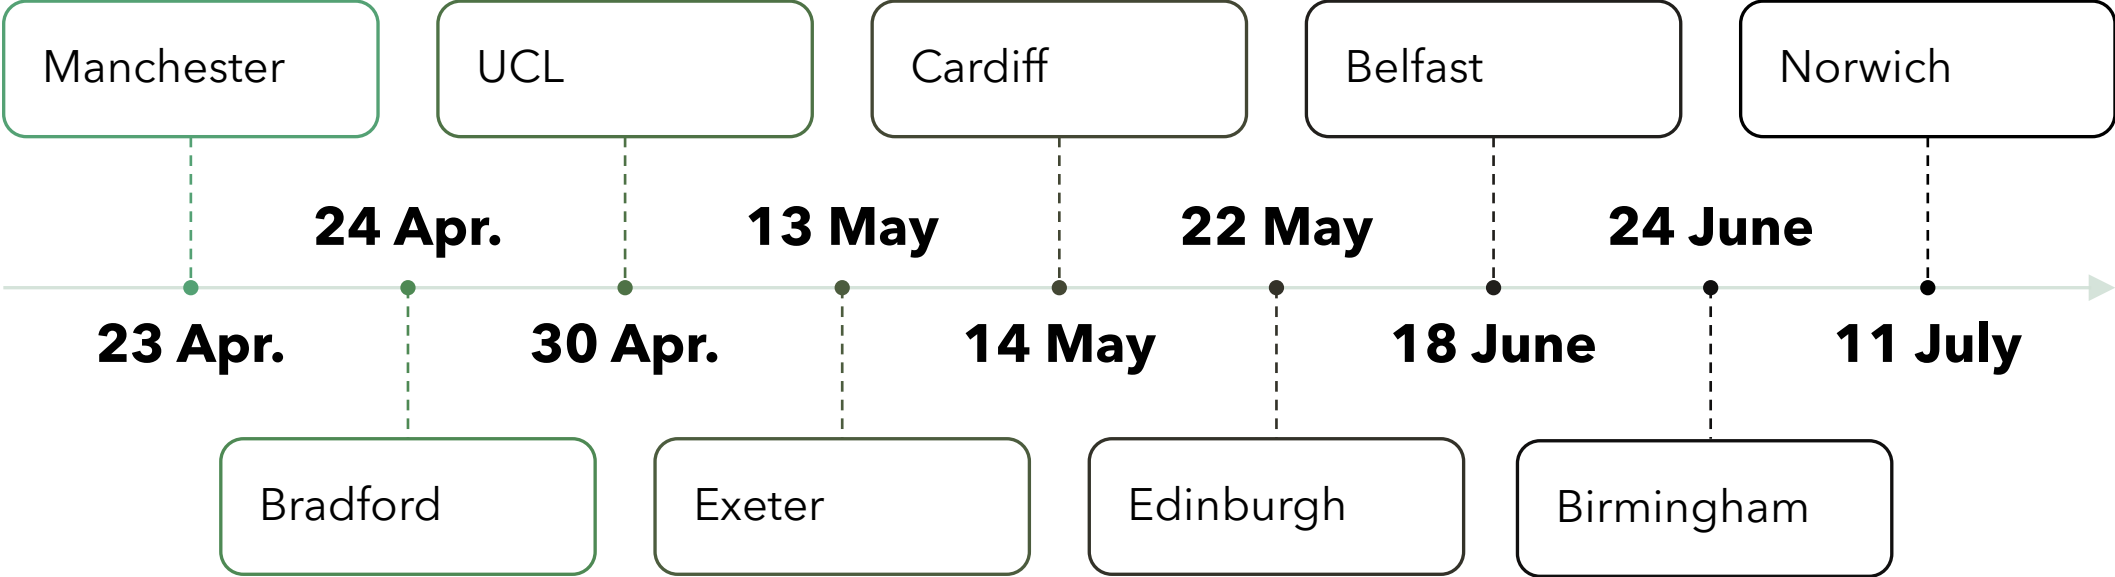 Manchester
UCL
Cardiff
Belfast
Norwich
24 Apr.
13 May
22 May
24 June
23 Apr.
30 Apr.
14 May
18 June
11 July
Bradford
Exeter
Edinburgh
Birmingham